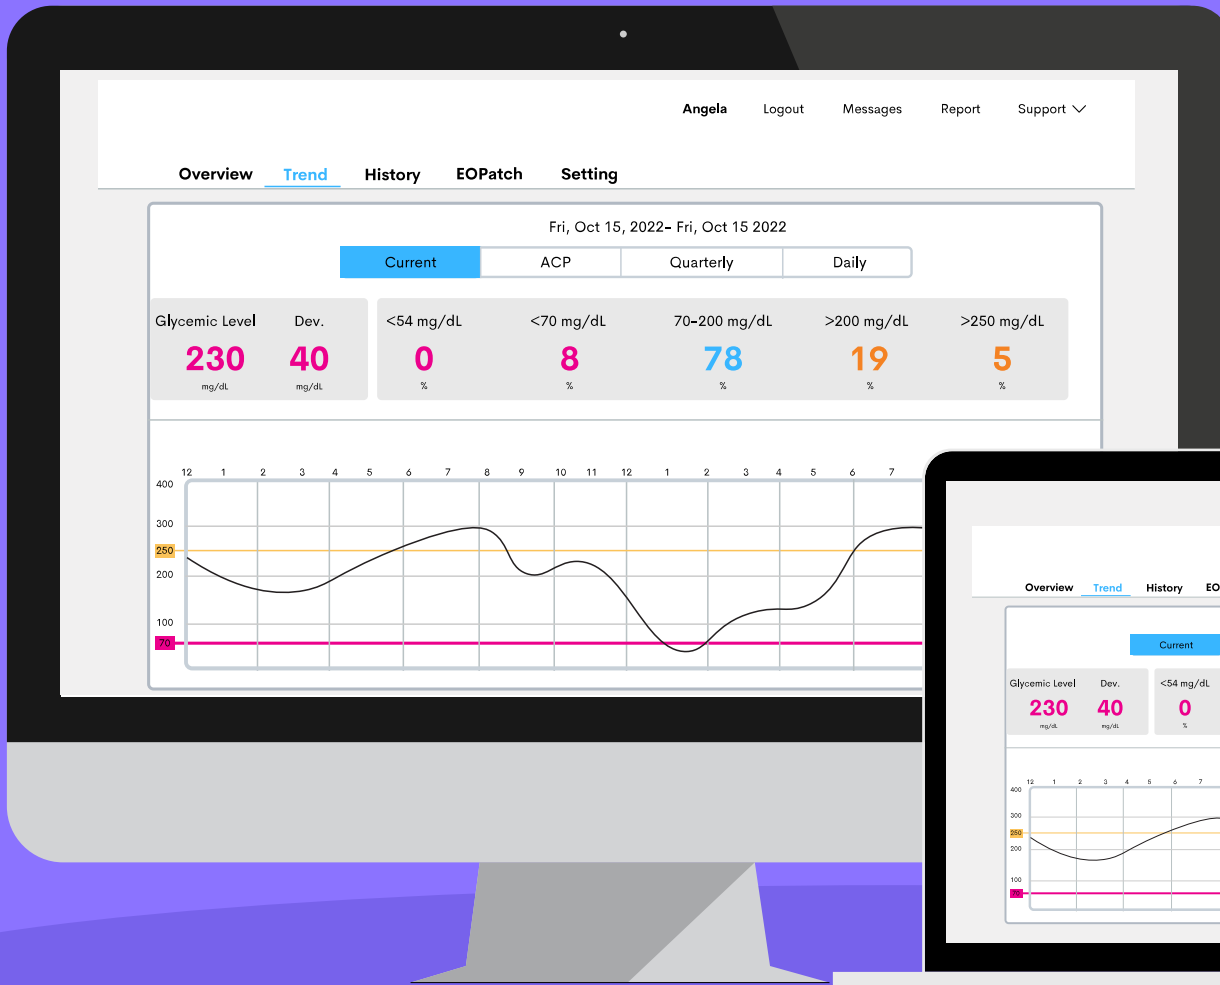 Angela Logout Messages Report Support
Overview Trend History EOPatch Setting
Fri, Oct 15, 2022- Fri, Oct 15 2022
Current ACP Quarterly Daily
Glycemic Level Dev. <54 mg/dL <70 mg/dL 70-200 mg/dL >200 mg/dL >250 mg/dL
230 40 0 8 78 19 5
mg/dL mg/dL % % % % %
12 1 2 3 4 5 6 7 8 9 10 11 12 1 2 3 4 5 6 7
400
300
250
200
100
70
Overview Trend History EO
Current
Glycemic Level Dev. <54 mg/dL
230 40 0
mg/dL mg/dL %
12 1 2 3 4 5 6 7
400
300
250
200
100
70